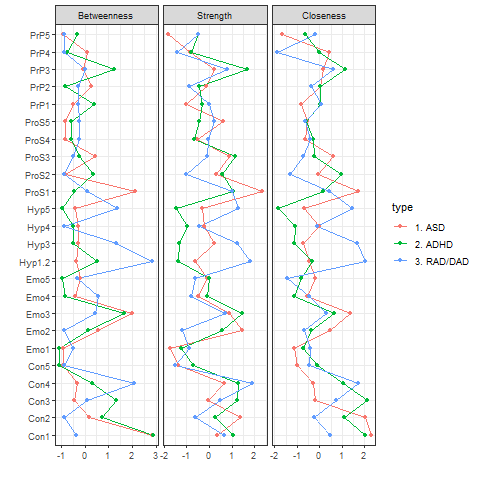 Betweenness Strength Closeness
PrP5
PrP4
PrP3
PrP2
PrP1
ProS5
ProS4
ProS3
ProS2
ProS1
Hyp5
Hyp4
Hyp3
Hyp1.2
Emo5
Emo4
Emo3
Emo2
Emo1
Con5
Con4
Con3
Con2
Con1
-1 0 1 2 3 -2 -1 0 1 2 -2 -1 0 1 2
type
1. ASD
2. ADHD
3. RAD/DAD